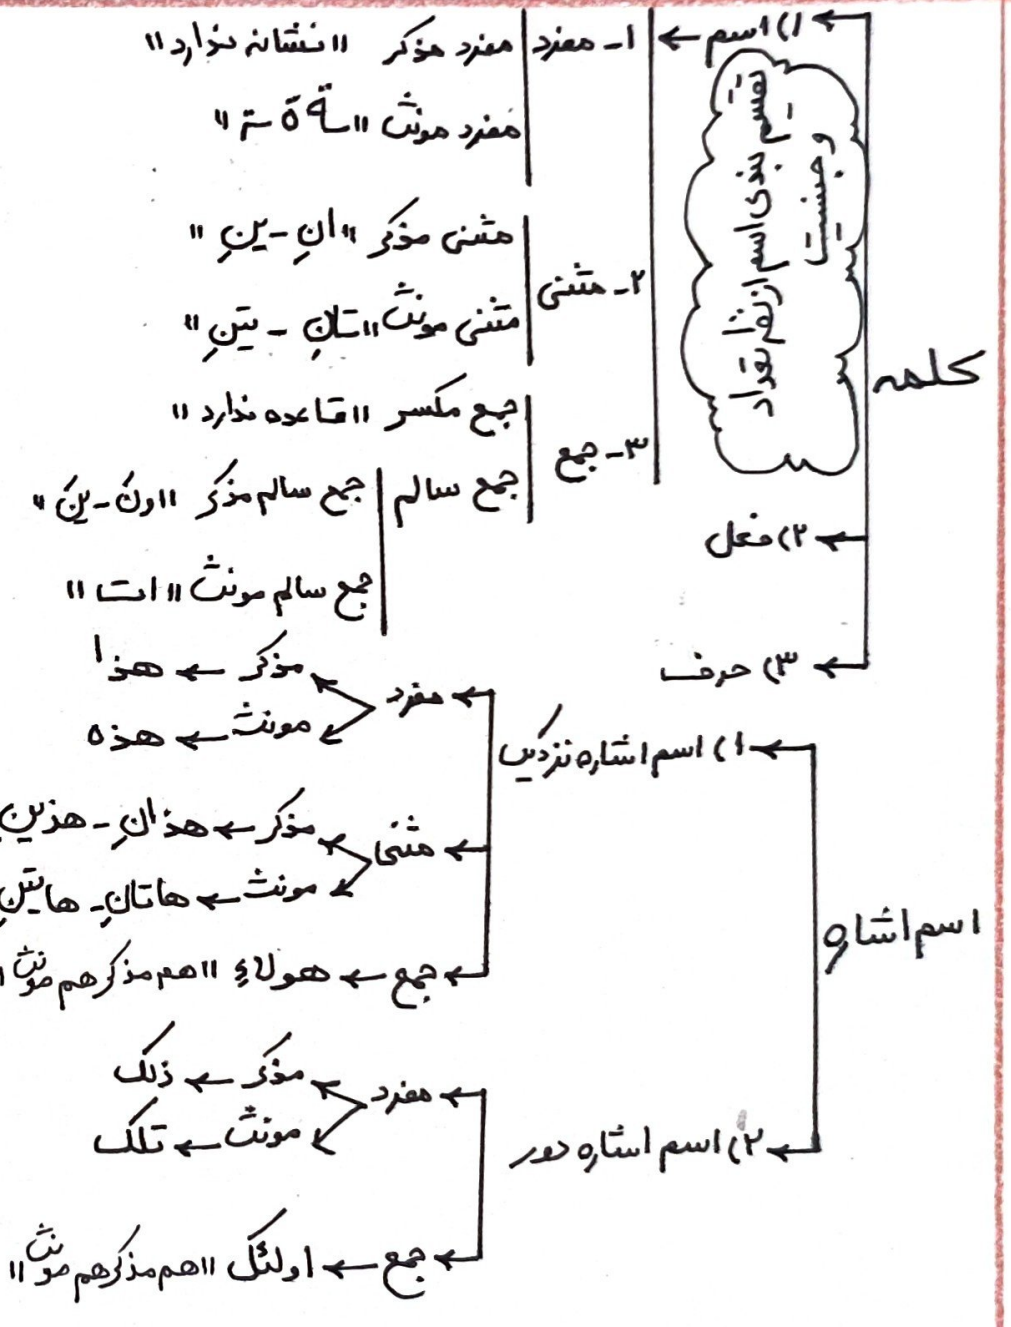 کلمه
۱) اسم
تقسیم بندی اسم از نظر تعداد
و جنسیت
۱- مفرد
مفرد مذکر "نشانه ندارد"
مفرد مونث "ـة ة ـتر"
۲- مثنی
مثنی مذکر "انِ - ینِ"
مثنی مونث "تانِ - تینِ"
۳- جمع
جمع مکسر "قاعده ندارد"
جمع سالم
جمع سالم مذکر "ونَ - ینَ"
جمع سالم مونث "ات"
۲) فعل
۳) حرف
اسم اشاره
۱) اسم اشاره نزدیک
مفرد
مذکر ← هذا
مونث ← هذه
مثنی
مذکر ← هذانِ - هذینِ
مونث ← هاتانِ - هاتینِ
جمع ← هولاءِ "هم مذکر هم مونث"
۲) اسم اشاره دور
مفرد
مذکر ← ذلک
مونث ← تلک
جمع ← اولئک "هم مذکر هم مونث"